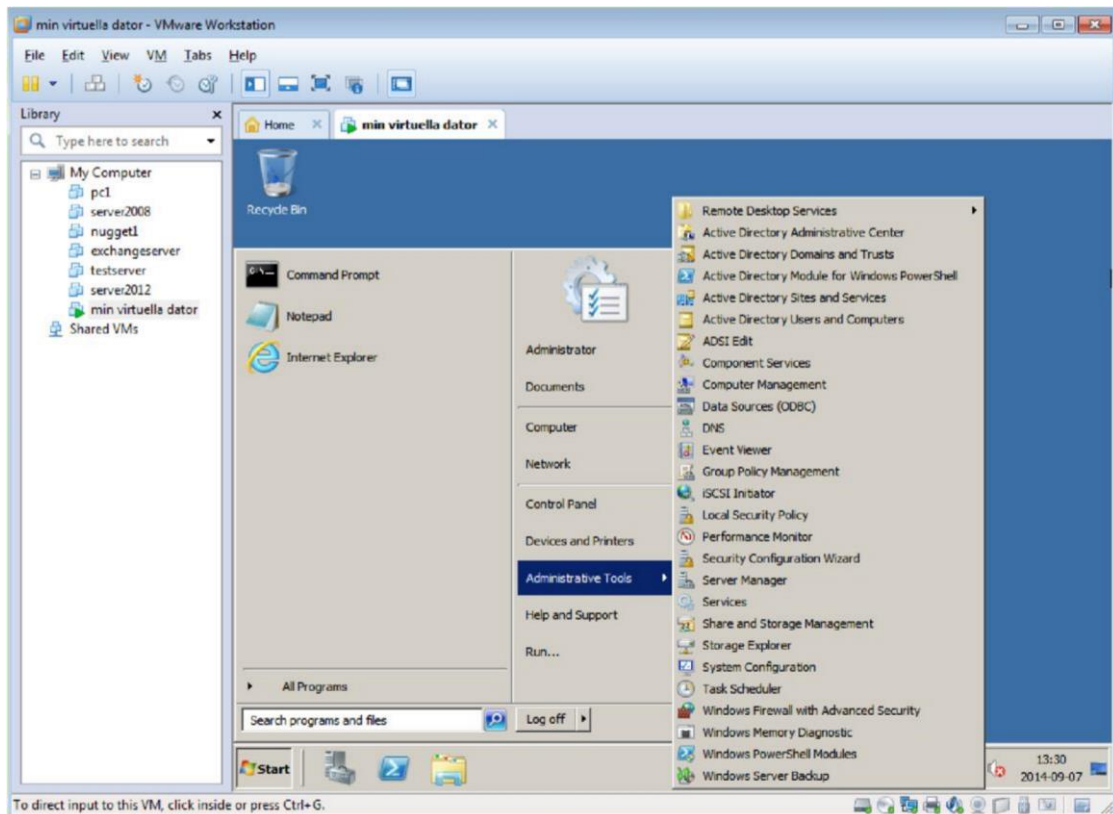 min virtuella dator - VMware Workstation
File Edit View VM Tabs Help
Library
Type here to search
My Computer
pc1
server2008
nugget1
exchangeserver
testserver
server2012
min virtuella dator
Shared VMs
Home
min virtuella dator
Recycle Bin
Command Prompt
Notepad
Internet Explorer
All Programs
Search programs and files
Administrator
Documents
Computer
Network
Control Panel
Devices and Printers
Administrative Tools
Help and Support
Run...
Log off
Remote Desktop Services
Active Directory Administrative Center
Active Directory Domains and Trusts
Active Directory Module for Windows PowerShell
Active Directory Sites and Services
Active Directory Users and Computers
ADSI Edit
Component Services
Computer Management
Data Sources (ODBC)
DNS
Event Viewer
Group Policy Management
iSCSI Initiator
Local Security Policy
Performance Monitor
Security Configuration Wizard
Server Manager
Services
Share and Storage Management
Storage Explorer
System Configuration
Task Scheduler
Windows Firewall with Advanced Security
Windows Memory Diagnostic
Windows PowerShell Modules
Windows Server Backup
Start
13:30
2014-09-07
To direct input to this VM, click inside or press Ctrl+G.